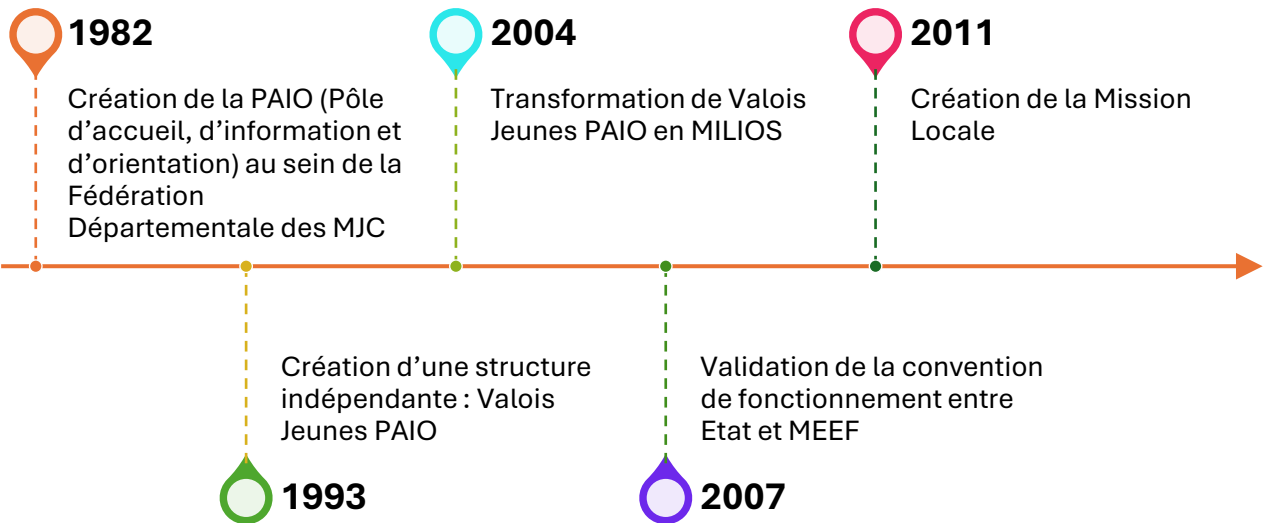 1982
Création de la PAIO (Pôle
d’accueil, d’information et
d’orientation) au sein de la
Fédération
Départementale des MJC
2004
Transformation de Valois
Jeunes PAIO en MILIOS
2011
Création de la Mission
Locale
Création d’une structure
indépendante : Valois
Jeunes PAIO
1993
Validation de la convention
de fonctionnement entre
Etat et MEEF
2007